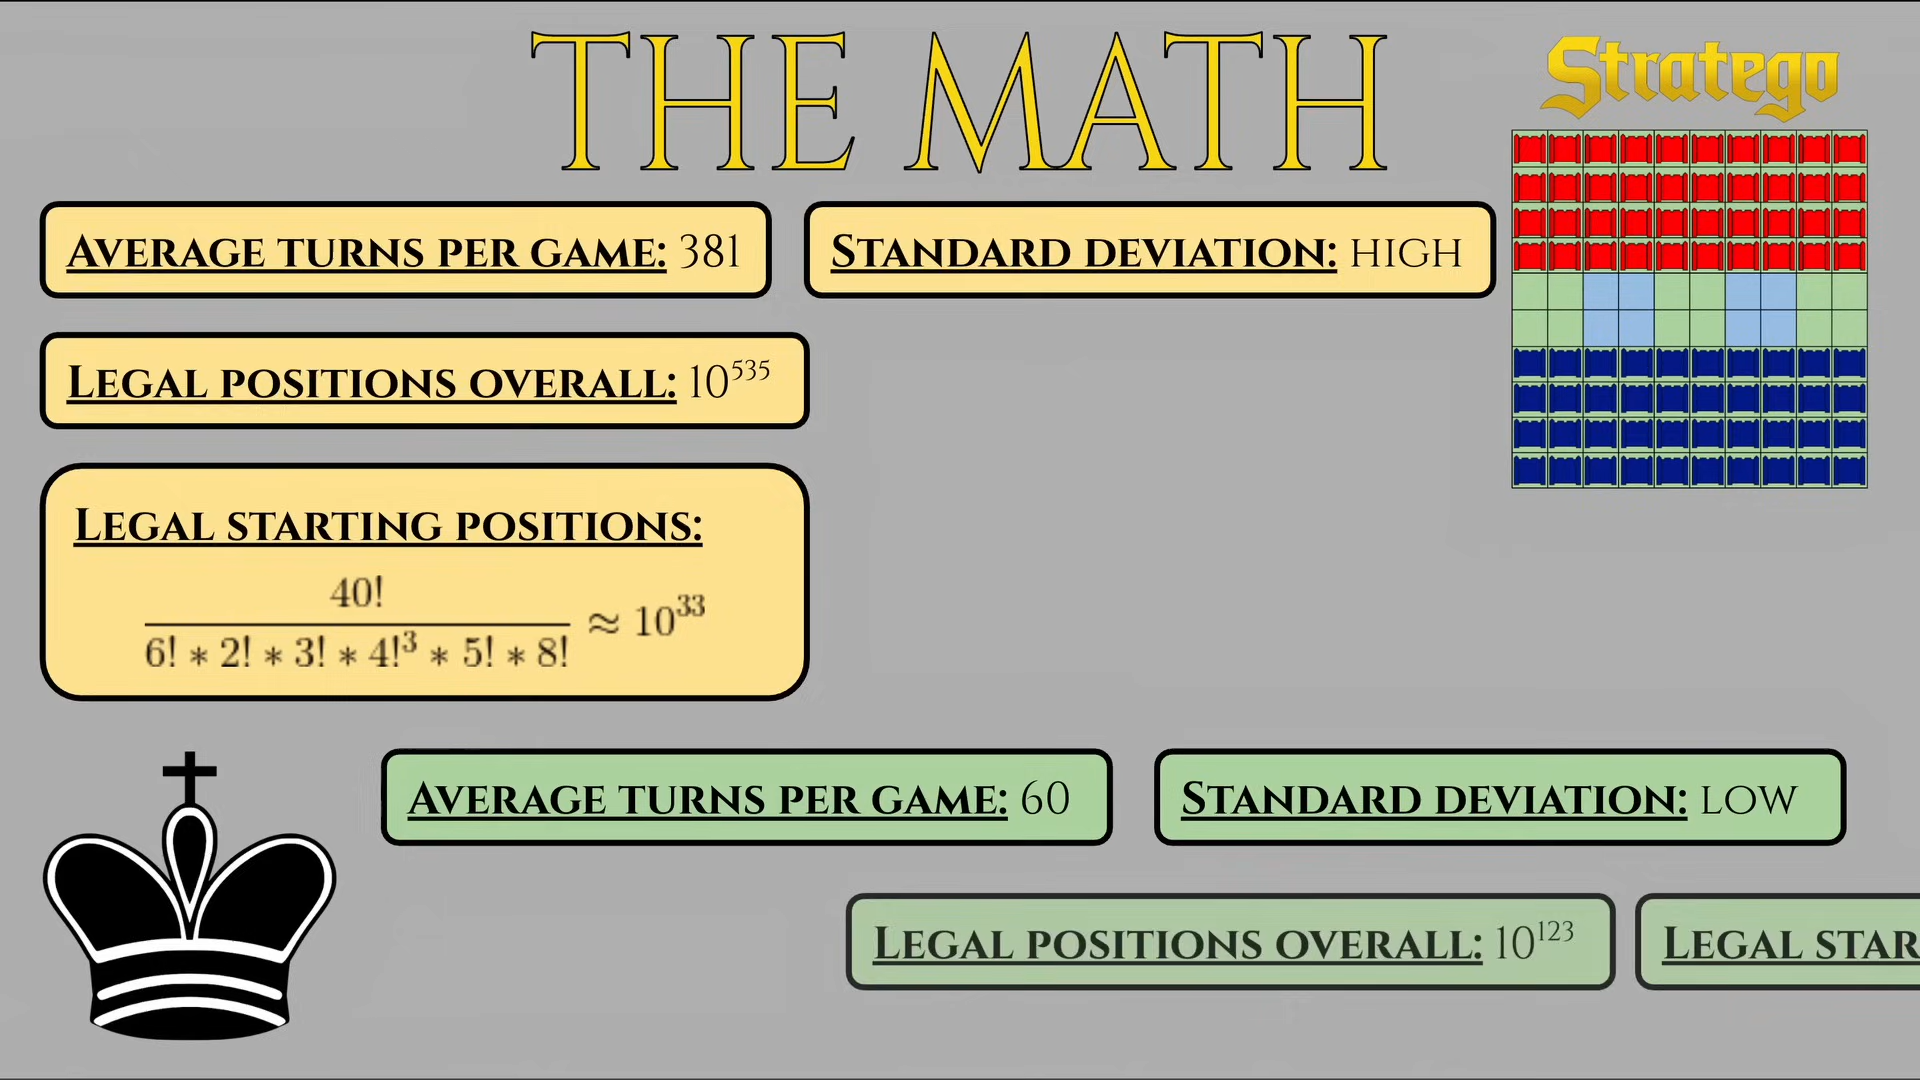 THE MATH
Stratego
AVERAGE TURNS PER GAME: 381
STANDARD DEVIATION: HIGH
LEGAL POSITIONS OVERALL: 10^535
LEGAL STARTING POSITIONS:
40!
6! * 2! * 3! * 4!^3 * 5! * 8!
≈ 10^33
AVERAGE TURNS PER GAME: 60
STANDARD DEVIATION: LOW
LEGAL POSITIONS OVERALL: 10^123
LEGAL STAR